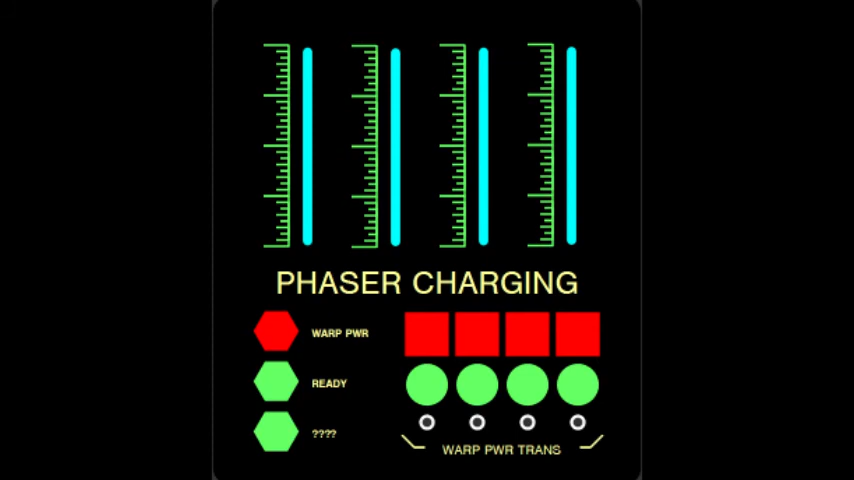 PHASER CHARGING
WARP PWR
READY
????
WARP PWR TRANS